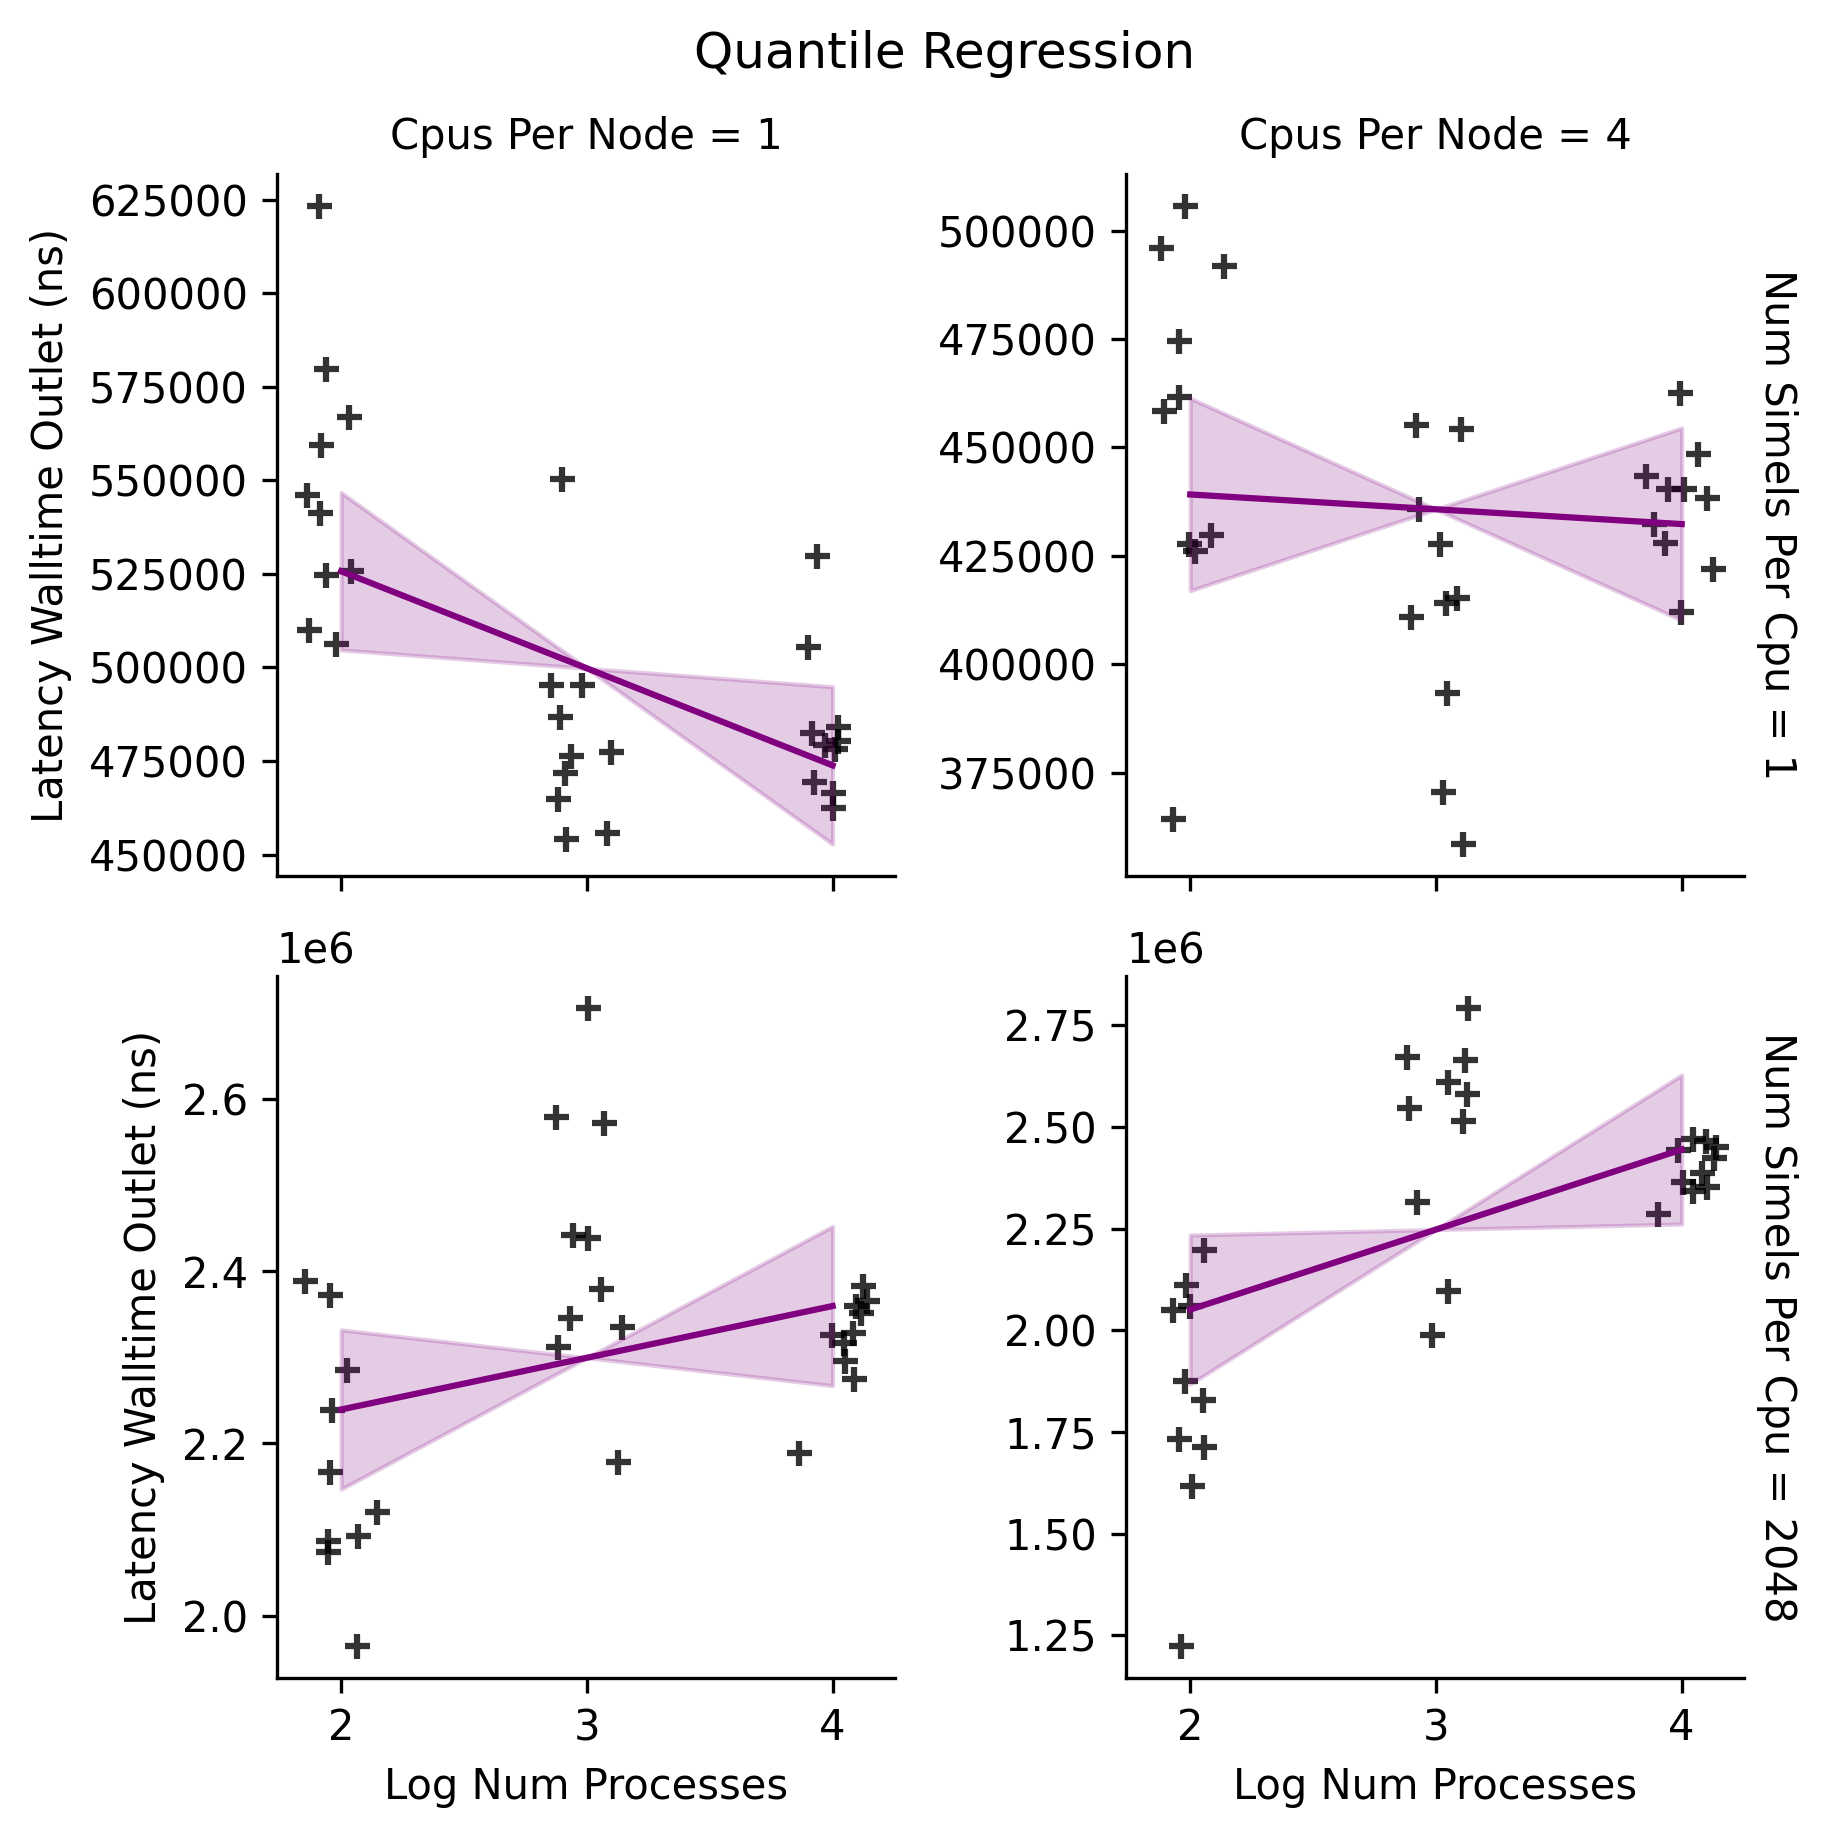 Quantile Regression
Cpus Per Node = 1
Cpus Per Node = 4
Latency Walltime Outlet (ns)
625000
600000
575000
550000
525000
500000
475000
450000
500000
475000
450000
425000
400000
375000
Num Simels Per Cpu = 1
Latency Walltime Outlet (ns)
1e6
2.6
2.4
2.2
2.0
2
3
4
Log Num Processes
1e6
2.75
2.50
2.25
2.00
1.75
1.50
1.25
2
3
4
Log Num Processes
Num Simels Per Cpu = 2048